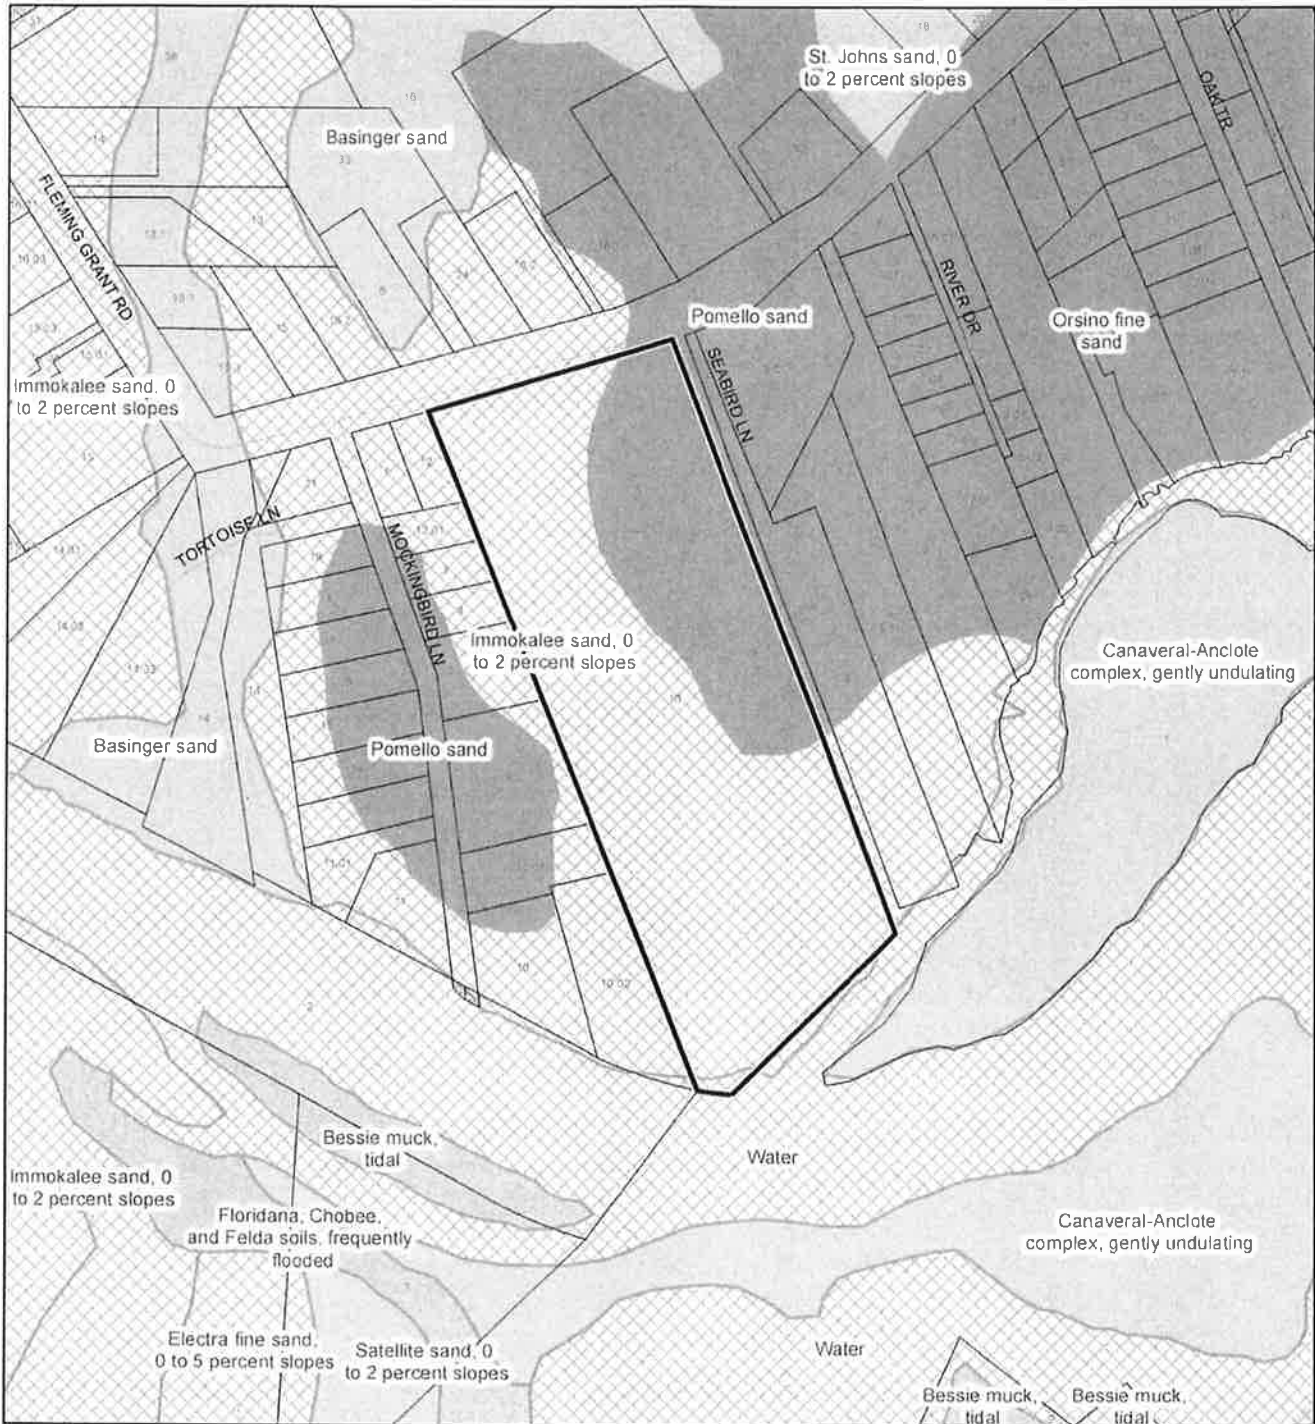 St. Johns sand, 0
to 2 percent slopes
OAK TR
Basinger sand
FLEMING GRANT RD
RIVER DR
Pomello sand
Orsino fine
sand
SEABIRD LN
Immokalee sand, 0
to 2 percent slopes
TORTOISE LN
MOCKINGBIRD LN
Immokalee sand, 0
to 2 percent slopes
Canaveral-Anclote
complex, gently undulating
Basinger sand
Pomello sand
10
10.02
2
Bessie muck,
tidal
Water
Immokalee sand, 0
to 2 percent slopes
Floridana, Chobee,
and Felda soils, frequently
flooded
Canaveral-Anclote
complex, gently undulating
Electra fine sand,
0 to 5 percent slopes
Satellite sand, 0
to 2 percent slopes
Water
Bessie muck,
tidal
Bessie muck,
tidal